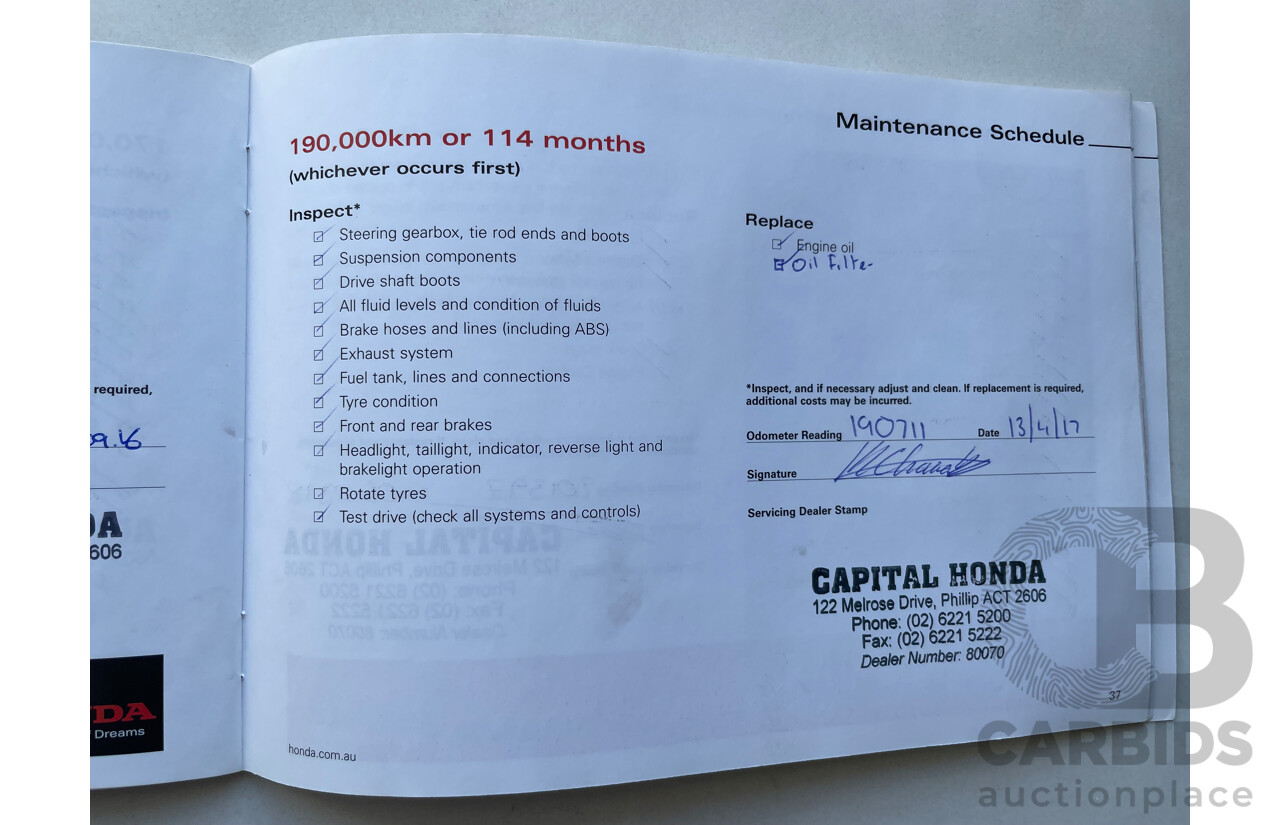 required,
09.16
DA
2606
DA
Dreams
Maintenance Schedule
190,000km or 114 months
(whichever occurs first)
Inspect*
Steering gearbox, tie rod ends and boots
Suspension components
Drive shaft boots
All fluid levels and condition of fluids
Brake hoses and lines (including ABS)
Exhaust system
Fuel tank, lines and connections
Tyre condition
Front and rear brakes
Headlight, taillight, indicator, reverse light and
brakelight operation
Rotate tyres
Test drive (check all systems and controls)
honda.com.au
Replace
Engine oil
Oil Filter
*Inspect, and if necessary adjust and clean. If replacement is required,
additional costs may be incurred.
Odometer Reading 190711 Date 13/4/17
Signature
Servicing Dealer Stamp
CAPITAL HONDA
122 Melrose Drive, Phillip ACT 2606
Phone: (02) 6221 5200
Fax: (02) 6221 5222
Dealer Number: 80070
37
CB
CARBIDS
auctionplace